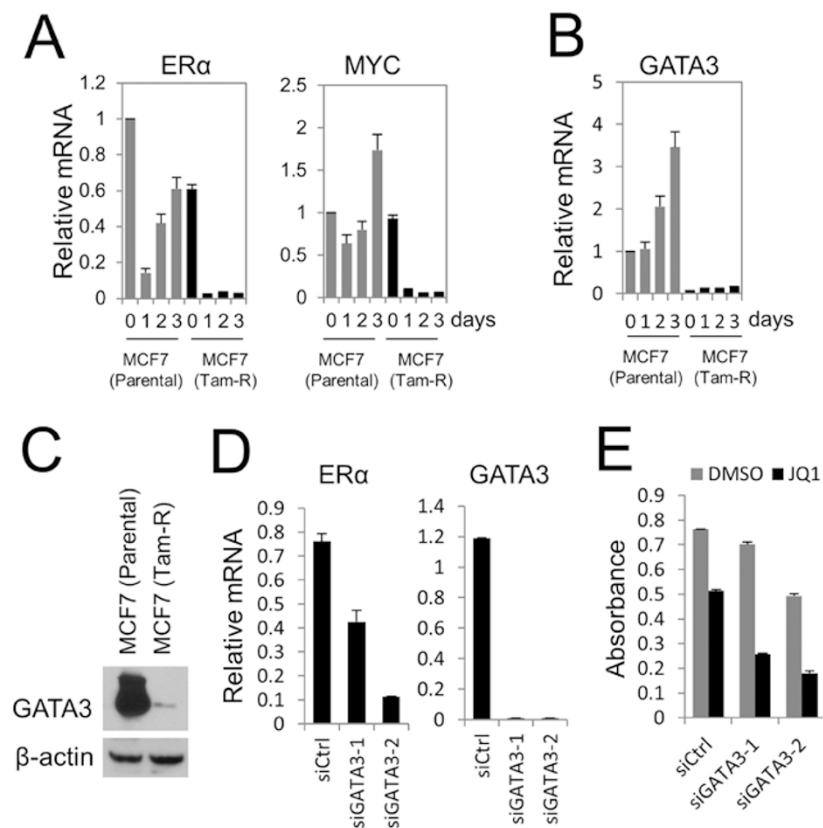 A
B
ERα
MYC
GATA3
Relative mRNA
1.2
1
0.8
0.6
0.4
0.2
0
2.5
2
1.5
1
0.5
0
Relative mRNA
5
4
3
2
1
0
0 1 2 3 0 1 2 3
0 1 2 3 0 1 2 3 days
0 1 2 3 0 1 2 3 days
MCF7
(Parental)
MCF7
(Tam-R)
MCF7
(Parental)
MCF7
(Tam-R)
MCF7
(Parental)
MCF7
(Tam-R)
C
MCF7 (Parental)
MCF7 (Tam-R)
GATA3
β-actin
D
ERα
GATA3
Relative mRNA
0.9
0.8
0.7
0.6
0.5
0.4
0.3
0.2
0.1
0
siCtrl
siGATA3-1
siGATA3-2
1.4
1.2
1
0.8
0.6
0.4
0.2
0
siCtrl
siGATA3-1
siGATA3-2
E
DMSO JQ1
Absorbance
0.9
0.8
0.7
0.6
0.5
0.4
0.3
0.2
0.1
0
siCtrl
siGATA3-1
siGATA3-2